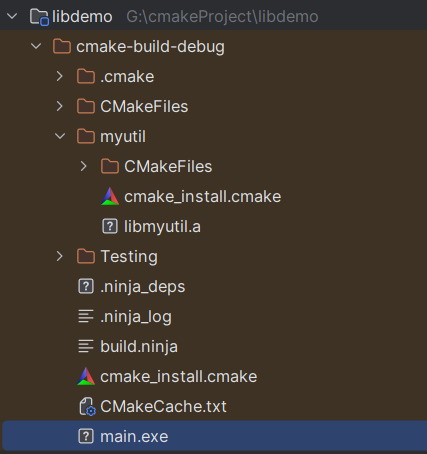 libdemo G:\cmakeProject\libdemo
cmake-build-debug
.cmake
CMakeFiles
myutil
CMakeFiles
cmake_install.cmake
libmyutil.a
Testing
.ninja_deps
.ninja_log
build.ninja
cmake_install.cmake
CMakeCache.txt
main.exe